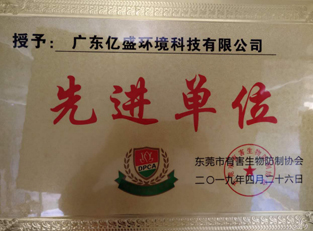 授予：广东亿盛环境科技有限公司
先进单位
DPCA
东莞市有害生物防制协会
二〇一九年四月二十六日